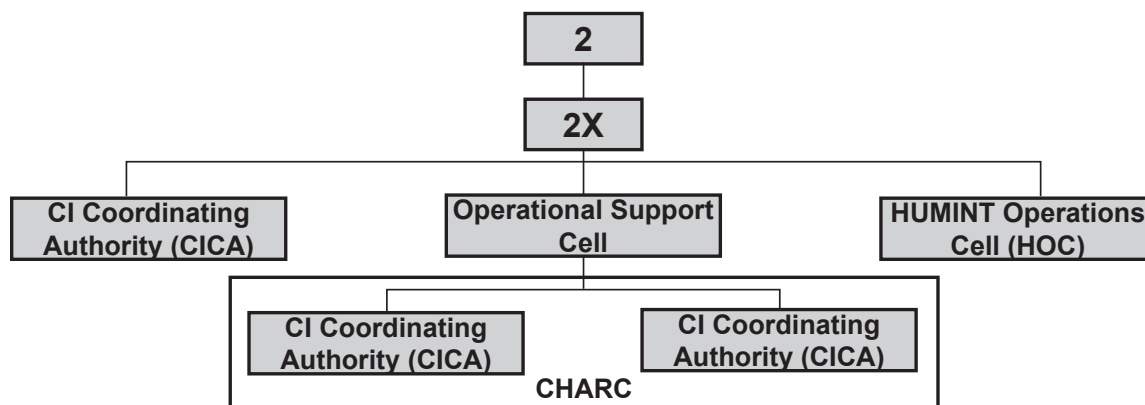 2
2X
CI Coordinating
Authority (CICA)
Operational Support
Cell
HUMINT Operations
Cell (HOC)
CI Coordinating
Authority (CICA)
CI Coordinating
Authority (CICA)
CHARC